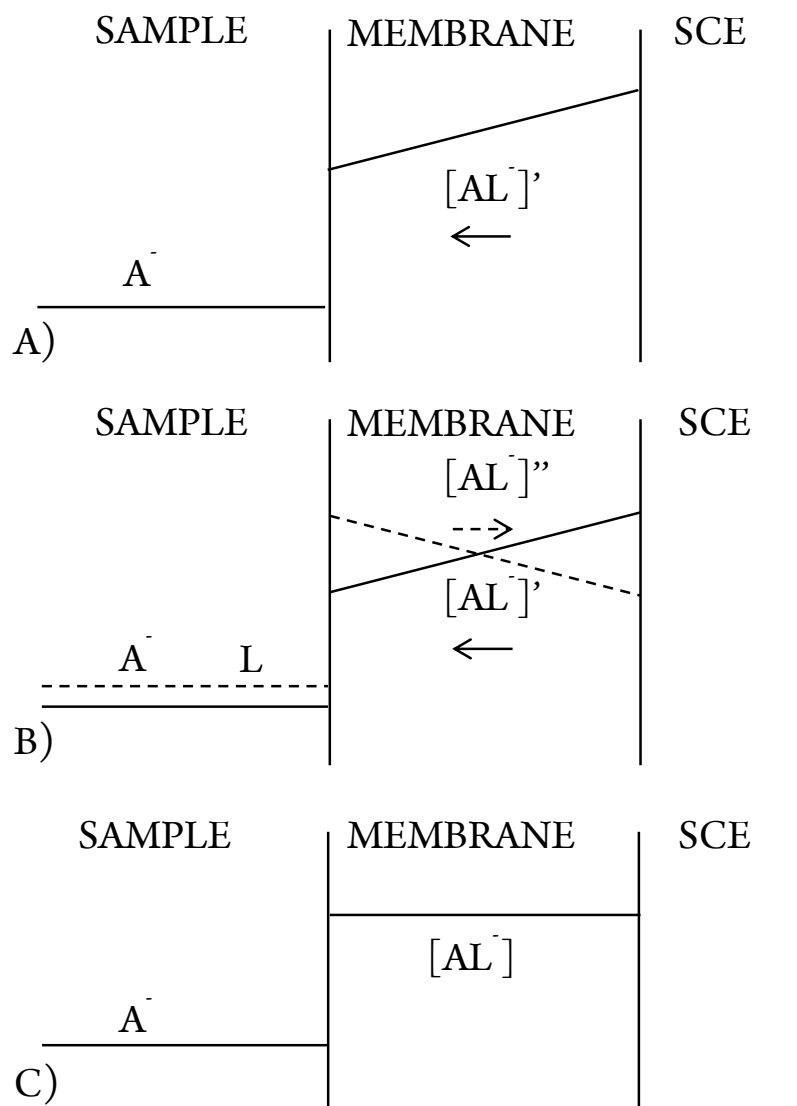 SAMPLE MEMBRANE SCE
[AL⁻]’
A⁻
A)
SAMPLE MEMBRANE SCE
[AL⁻]’’
[AL⁻]’
A⁻ L
B)
SAMPLE MEMBRANE SCE
[AL⁻]
A⁻
C)